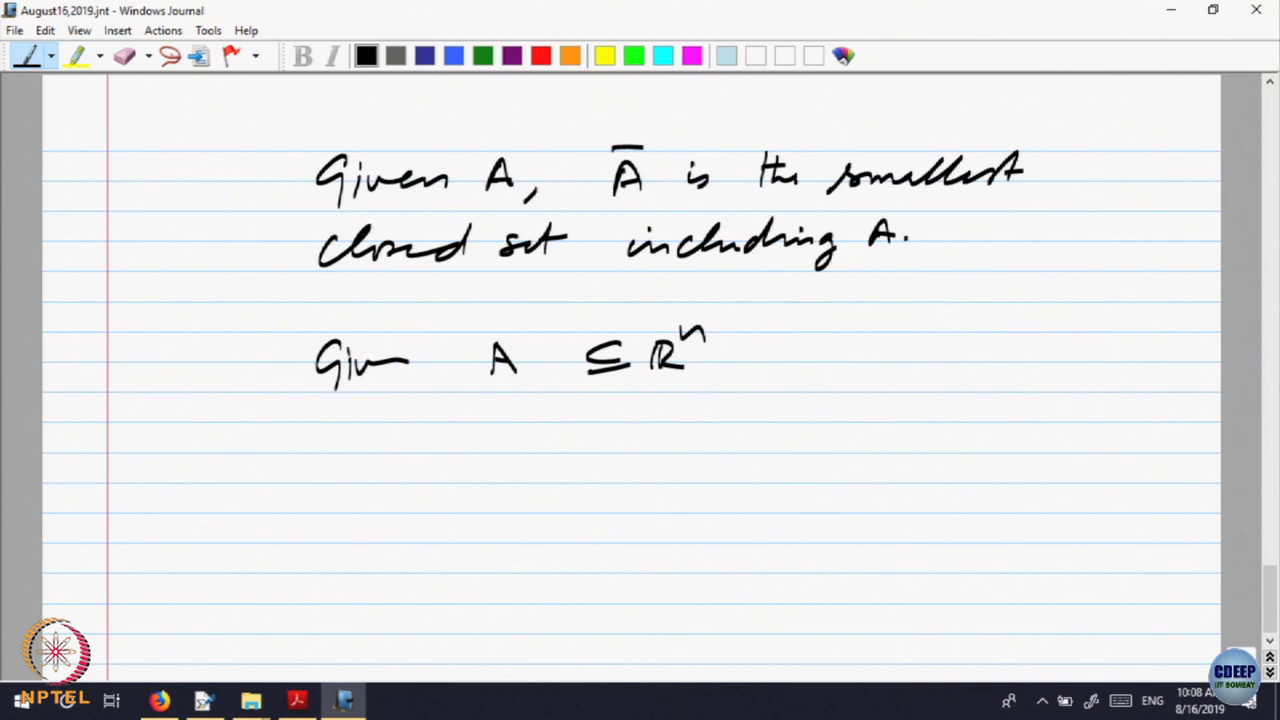 August16,2019.jnt - Windows Journal
File Edit View Insert Actions Tools Help
B I
Given A, A̅ is the smallest
closed set including A.
Given A ⊆ ℝⁿ
NPTEL
CDEEP
IIT BOMBAY
ENG
10:08
8/16/2019